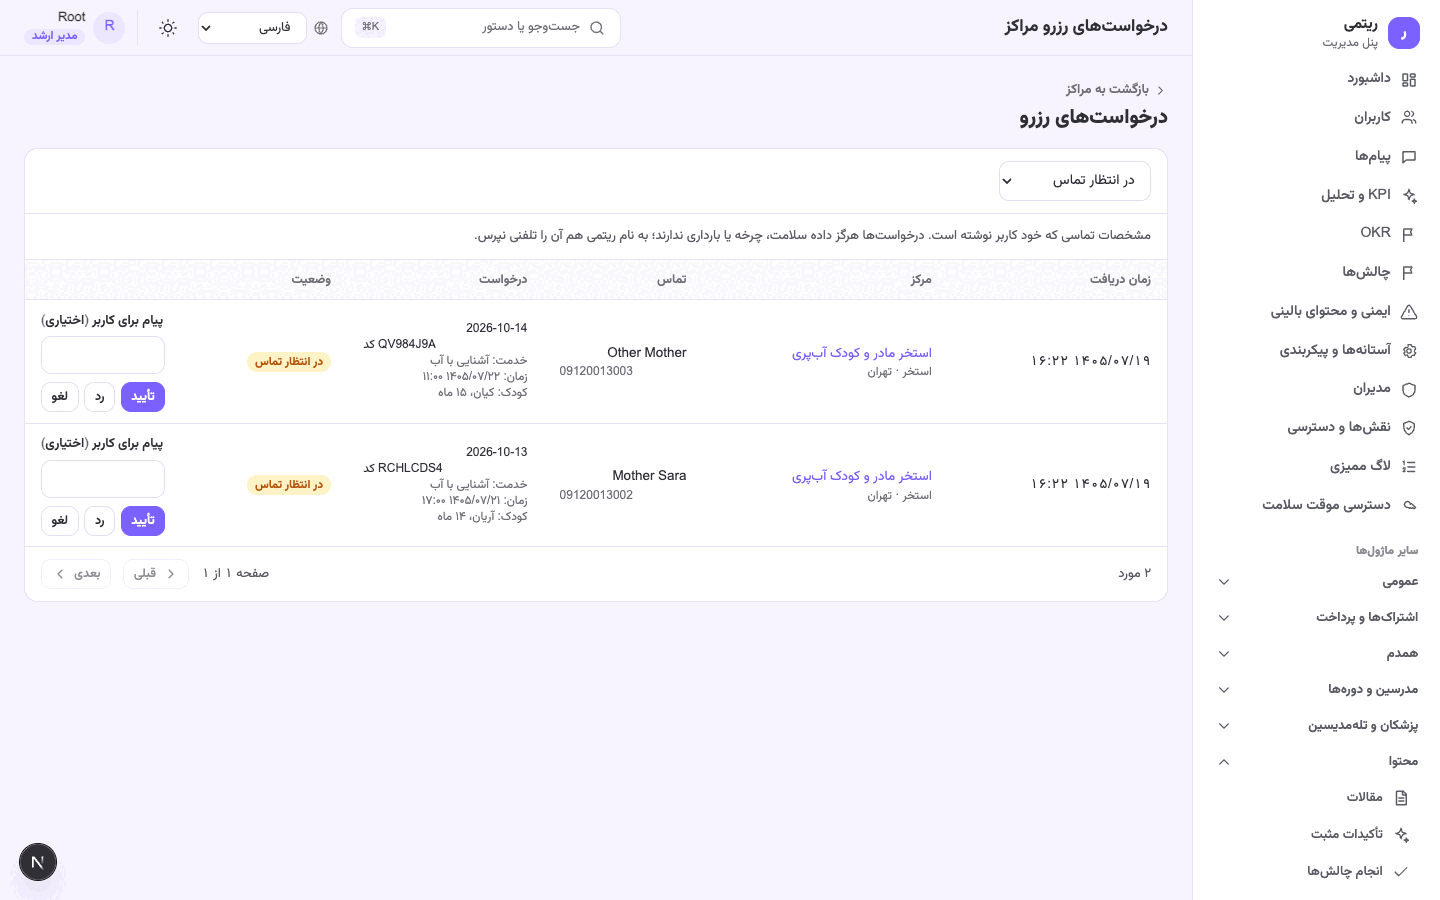 ر
ریتمی
پنل مدیریت
داشبورد
کاربران
پیام‌ها
KPI و تحلیل
OKR
چالش‌ها
ایمنی و محتوای بالینی
آستانه‌ها و پیکربندی
مدیران
نقش‌ها و دسترسی
لاگ ممیزی
دسترسی موقت سلامت
سایر ماژول‌ها
عمومی
اشتراک‌ها و پرداخت
همدم
مدرسین و دوره‌ها
پزشکان و تله‌مدیسین
محتوا
مقالات
تأکیدات مثبت
انجام چالش‌ها
درخواست‌های رزرو مراکز
جست‌وجو یا دستور
⌘K
فارسی
Root
مدیر ارشد
R
بازگشت به مراکز
درخواست‌های رزرو
در انتظار تماس
مشخصات تماسی که خود کاربر نوشته است. درخواست‌ها هرگز داده سلامت، چرخه یا بارداری ندارند؛ به نام ریتمی هم آن را تلفنی نپرس.
زمان دریافت مرکز تماس درخواست وضعیت
۱۴۰۵/۰۷/۱۹ ۱۶:۲۲
استخر مادر و کودک آب‌پری
استخر · تهران
Other Mother
09120013003
2026-10-14
کد QV984J9A
خدمت: آشنایی با آب
زمان: ۱۴۰۵/۰۷/۲۲ ۱۱:۰۰
کودک: کیان، ۱۵ ماه
در انتظار تماس
پیام برای کاربر (اختیاری)
تأیید رد لغو
۱۴۰۵/۰۷/۱۹ ۱۶:۲۲
استخر مادر و کودک آب‌پری
استخر · تهران
Mother Sara
09120013002
2026-10-13
کد RCHLCDS4
خدمت: آشنایی با آب
زمان: ۱۴۰۵/۰۷/۲۱ ۱۷:۰۰
کودک: آریان، ۱۴ ماه
در انتظار تماس
پیام برای کاربر (اختیاری)
تأیید رد لغو
۲ مورد
صفحه ۱ از ۱
قبلی
بعدی
N